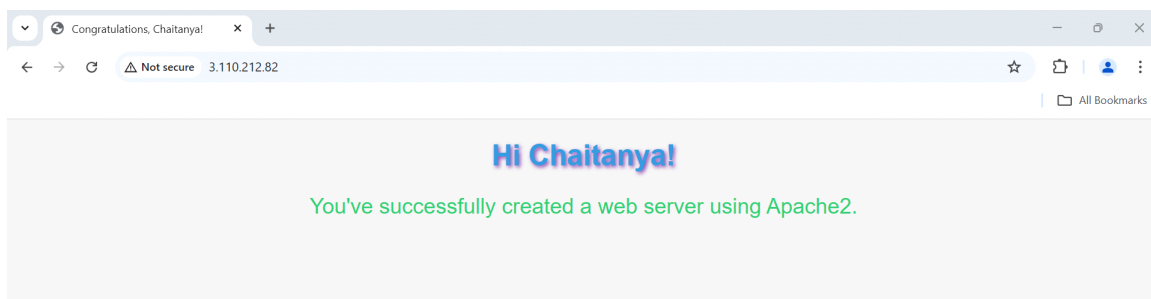 Congratulations, Chaitanya!
Not secure 3.110.212.82
All Bookmarks
Hi Chaitanya!
You've successfully created a web server using Apache2.